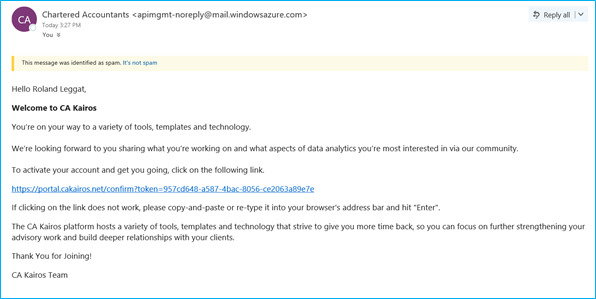 CA
Chartered Accountants <apimgmt-noreply@mail.windowsazure.com>
Today 3:27 PM
You
Reply all
This message was identified as spam. It's not spam
Hello Roland Leggat,
Welcome to CA Kairos
You're on your way to a variety of tools, templates and technology.
We're looking forward to you sharing what you're working on and what aspects of data analytics you're most interested in via our community.
To activate your account and get you going, click on the following link.
https://portal.cakairos.net/confirm?token=957cd648-a587-4bac-8056-ce2063a89e7e
If clicking on the link does not work, please copy-and-paste or re-type it into your browser's address bar and hit "Enter".
The CA Kairos platform hosts a variety of tools, templates and technology that strive to give you more time back, so you can focus on further strengthening your
advisory work and build deeper relationships with your clients.
Thank You for Joining!
CA Kairos Team